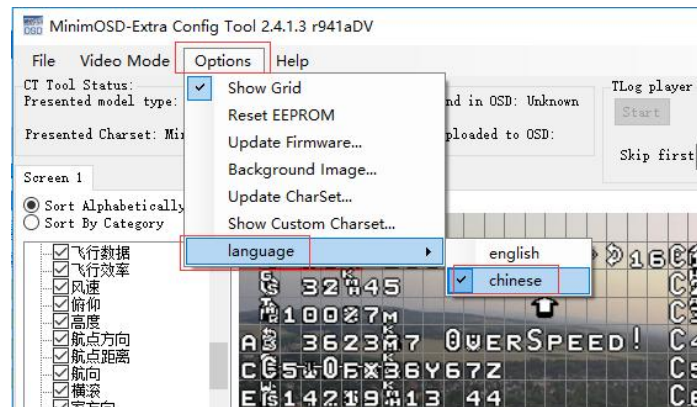 MinimOSD-Extra Config Tool 2.4.1.3 r941aDV
File Video Mode Options Help
CT Tool Status:
Presented model type: nd in OSD: Unknown
Presented Charset: ploaded to OSD:
TLog player
Start
Skip first
Show Grid
Reset EEPROM
Update Firmware...
Background Image...
Update CharSet...
Show Custom Charset...
language
english
chinese
Screen 1
Sort Alphabetically
Sort By Category
飞行数据
飞行效率
风速
俯仰
高度
航点方向
航点距离
航向
横滚
32 45
10027M
3623 7 OVERSPEED!